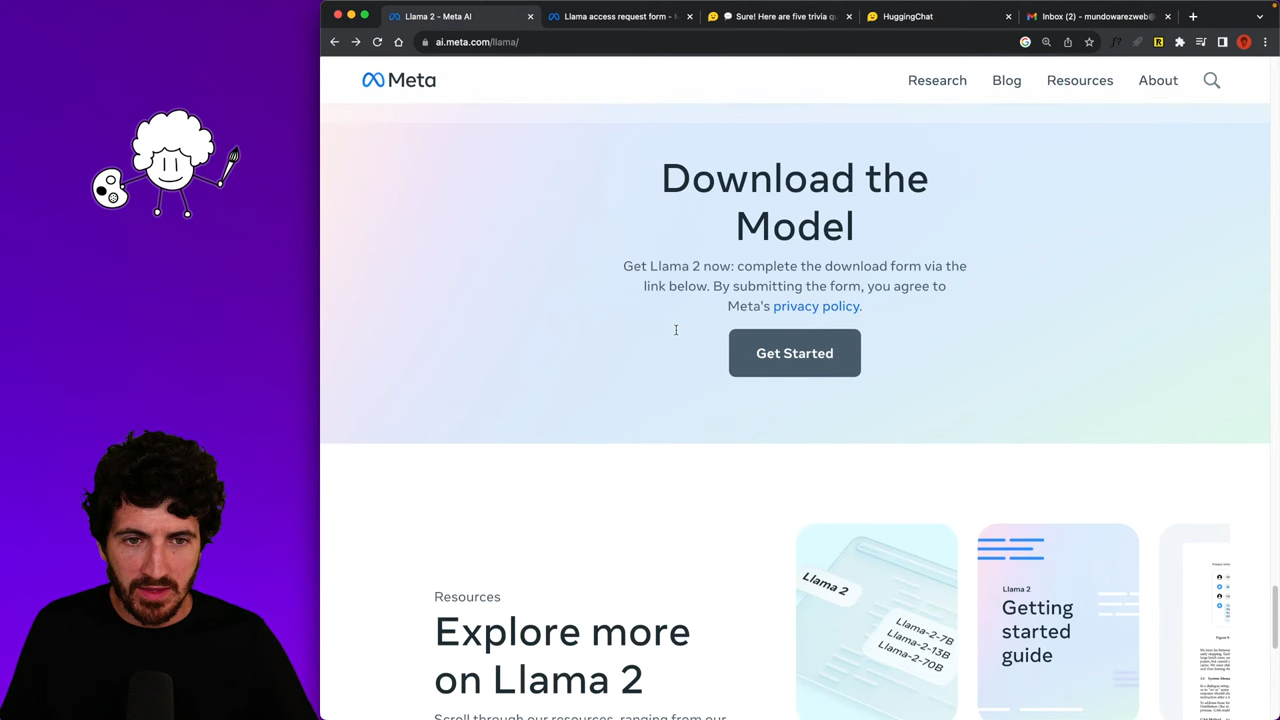 Llama 2 - Meta AI
Llama access request form -
Sure! Here are five trivia qu
HuggingChat
Inbox (2) - mundowarezweb@
ai.meta.com/llama/
Meta
Research
Blog
Resources
About
Download the
Model
Get Llama 2 now: complete the download form via the
link below. By submitting the form, you agree to
Meta's privacy policy.
Get Started
Resources
Explore more
on Llama 2
Scroll through our resources, ranging from our
Llama 2
Llama-2-7B
Llama-2-13B
Llama-2-70B
Llama 2
Getting
started
guide